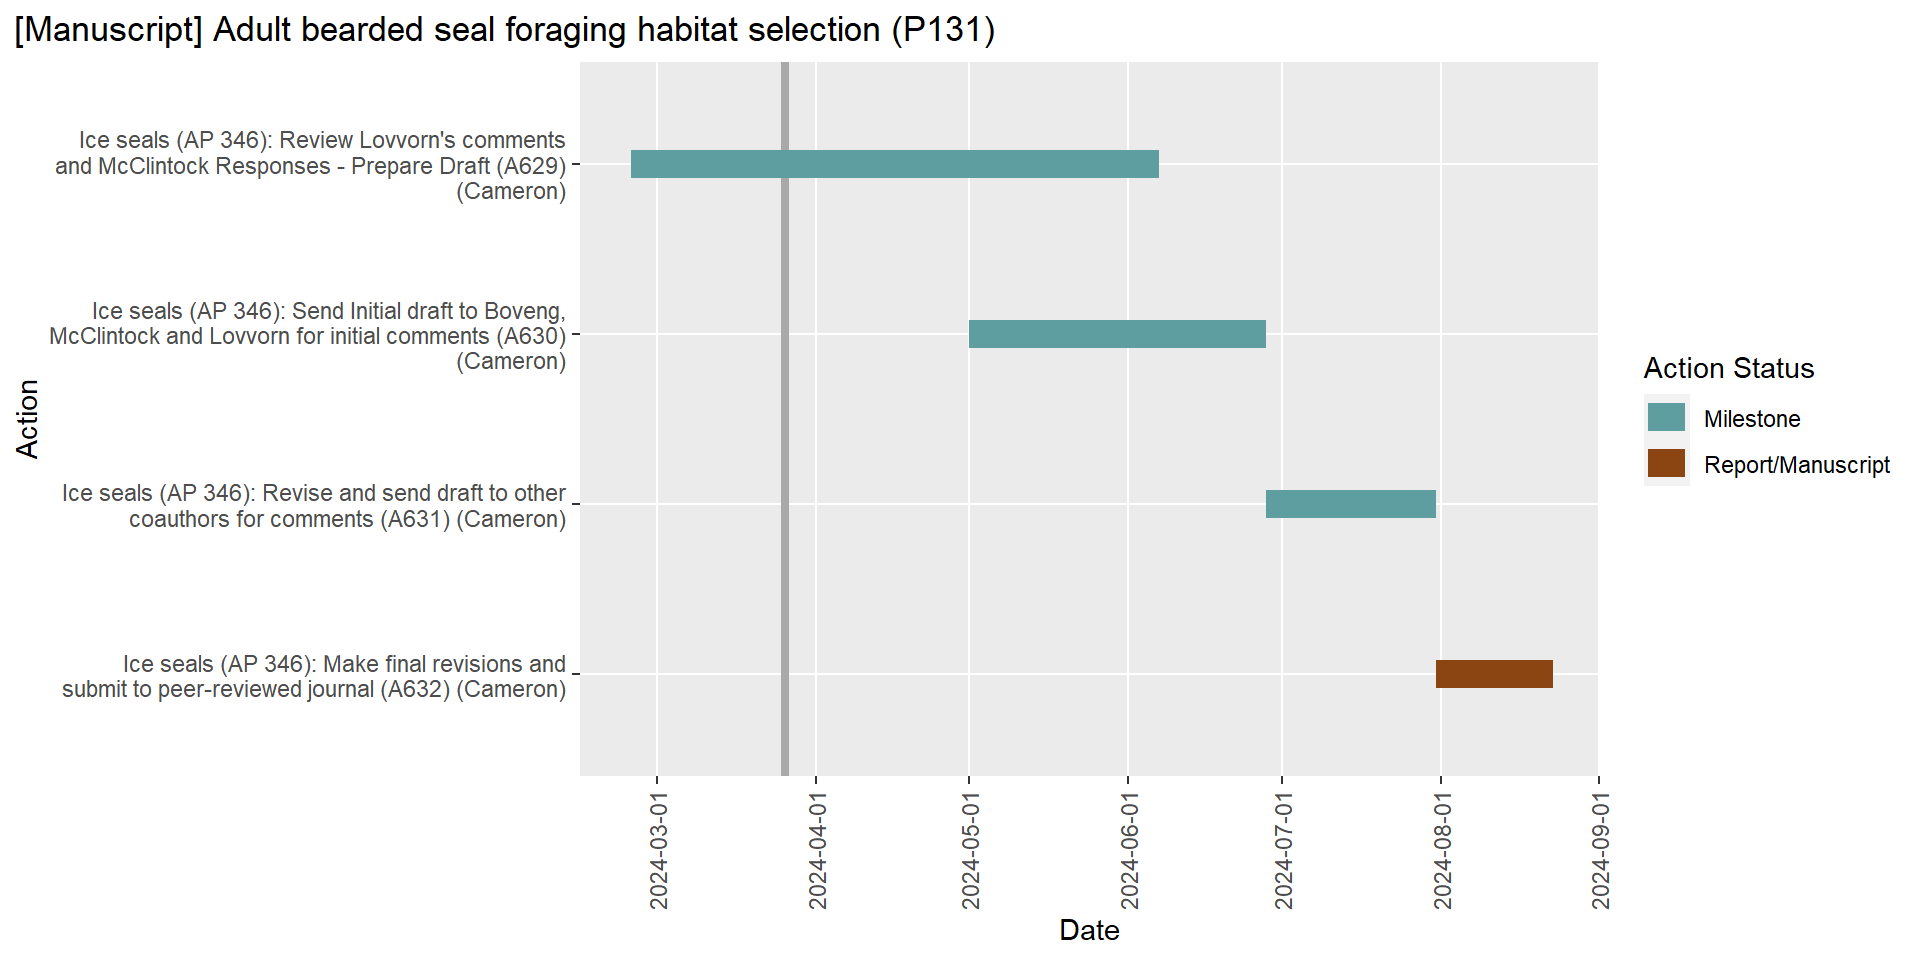 [Manuscript] Adult bearded seal foraging habitat selection (P131)
Action
Ice seals (AP 346): Review Lovvorn's comments
and McClintock Responses - Prepare Draft (A629)
(Cameron)
Ice seals (AP 346): Send Initial draft to Boveng,
McClintock and Lovvorn for initial comments (A630)
(Cameron)
Ice seals (AP 346): Revise and send draft to other
coauthors for comments (A631) (Cameron)
Ice seals (AP 346): Make final revisions and
submit to peer-reviewed journal (A632) (Cameron)
2024-03-01
2024-04-01
2024-05-01
2024-06-01
2024-07-01
2024-08-01
2024-09-01
Date
Action Status
Milestone
Report/Manuscript